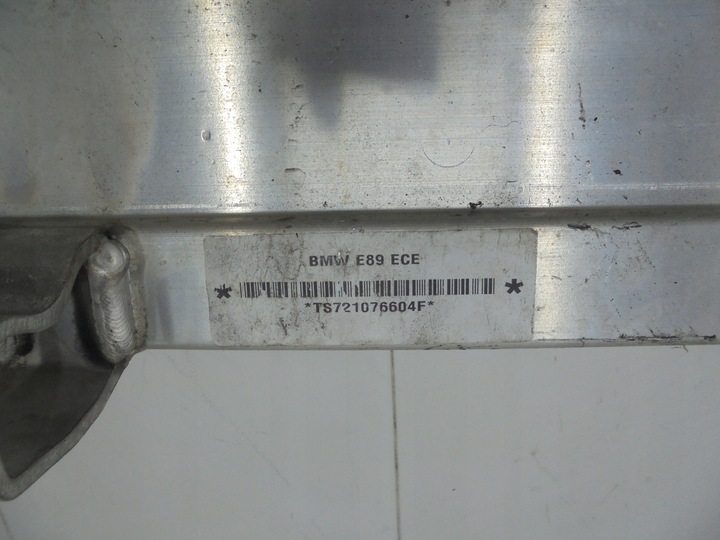 BMW E89 ECE
* *
*TS721076604F*